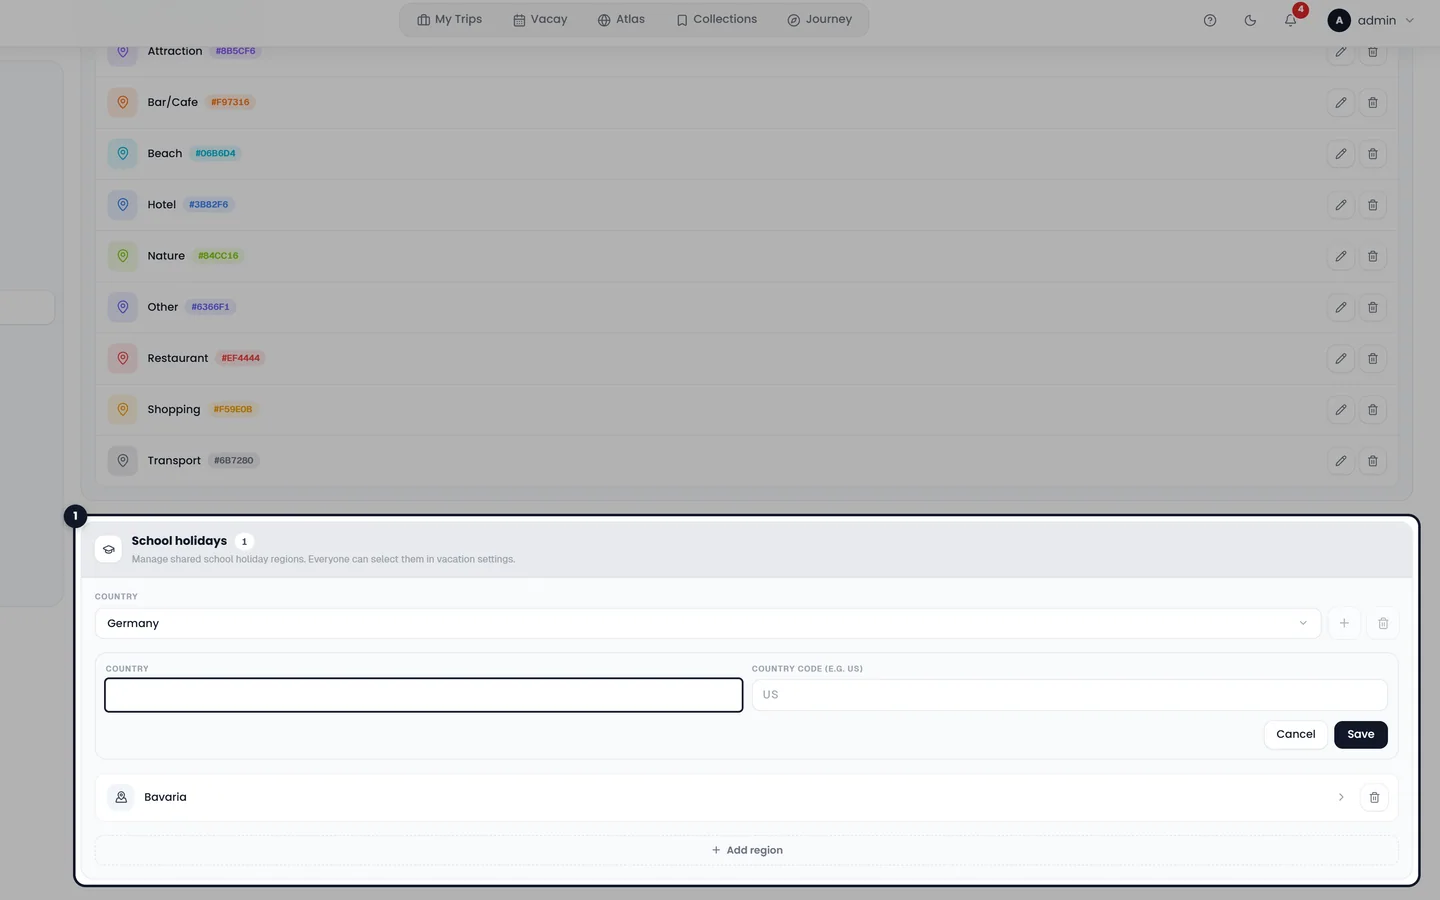 My Trips
Vacay
Atlas
Collections
Journey
4
A
admin
Attraction #8B5CF6
Bar/Cafe #F97316
Beach #06B6D4
Hotel #3B82F6
Nature #84CC16
Other #6366F1
Restaurant #EF4444
Shopping #F59E0B
Transport #6B7280
1
School holidays 1
Manage shared school holiday regions. Everyone can select them in vacation settings.
COUNTRY
Germany
COUNTRY
COUNTRY CODE (E.G. US)
US
Cancel
Save
Bavaria
+ Add region